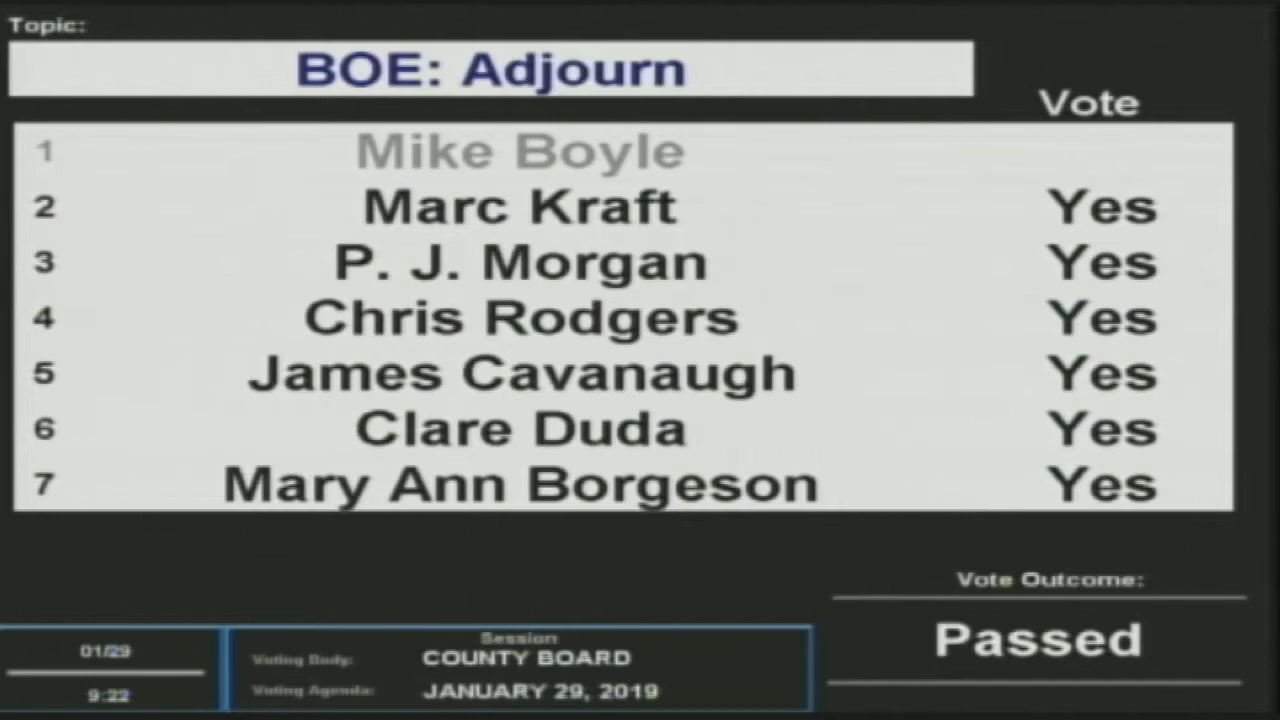 Topic:
BOE: Adjourn
Vote
1 Mike Boyle
2 Marc Kraft Yes
3 P. J. Morgan Yes
4 Chris Rodgers Yes
5 James Cavanaugh Yes
6 Clare Duda Yes
7 Mary Ann Borgeson Yes
Vote Outcome:
Passed
01/29
9:22
Session
Voting Body: COUNTY BOARD
Voting Agenda: JANUARY 29, 2019